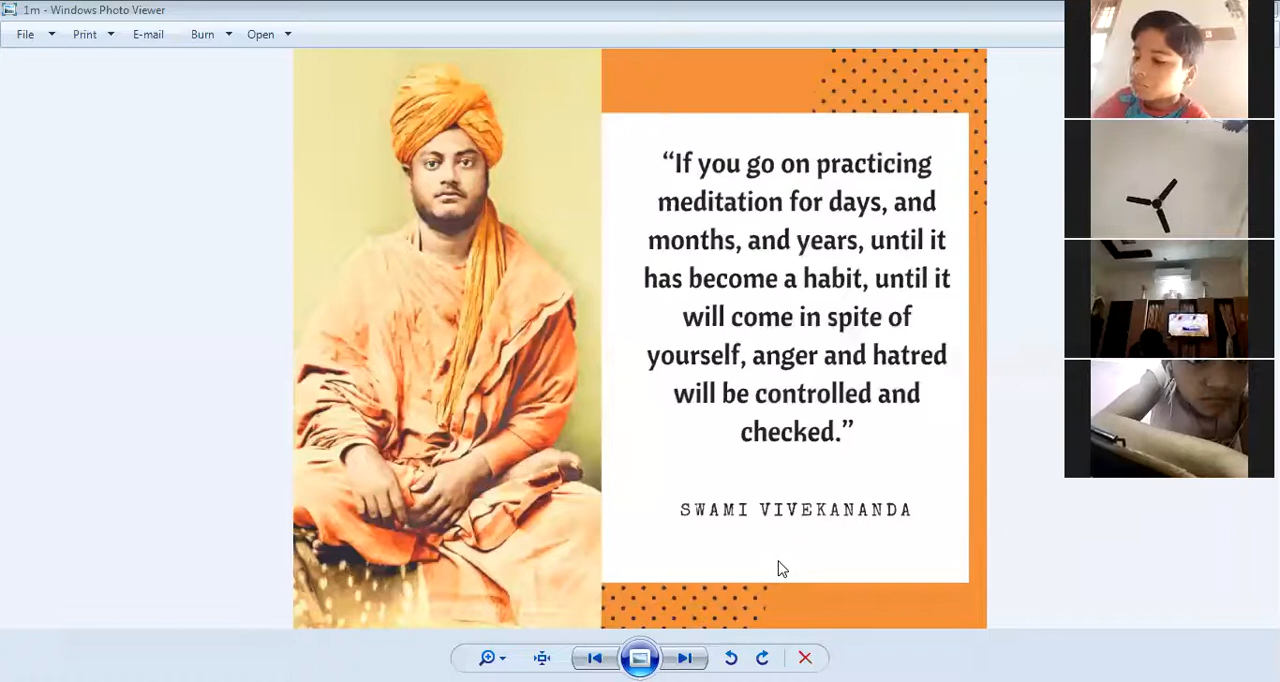 1m - Windows Photo Viewer
File Print E-mail Burn Open
“If you go on practicing
meditation for days, and
months, and years, until it
has become a habit, until it
will come in spite of
yourself, anger and hatred
will be controlled and
checked.”
SWAMI VIVEKANANDA